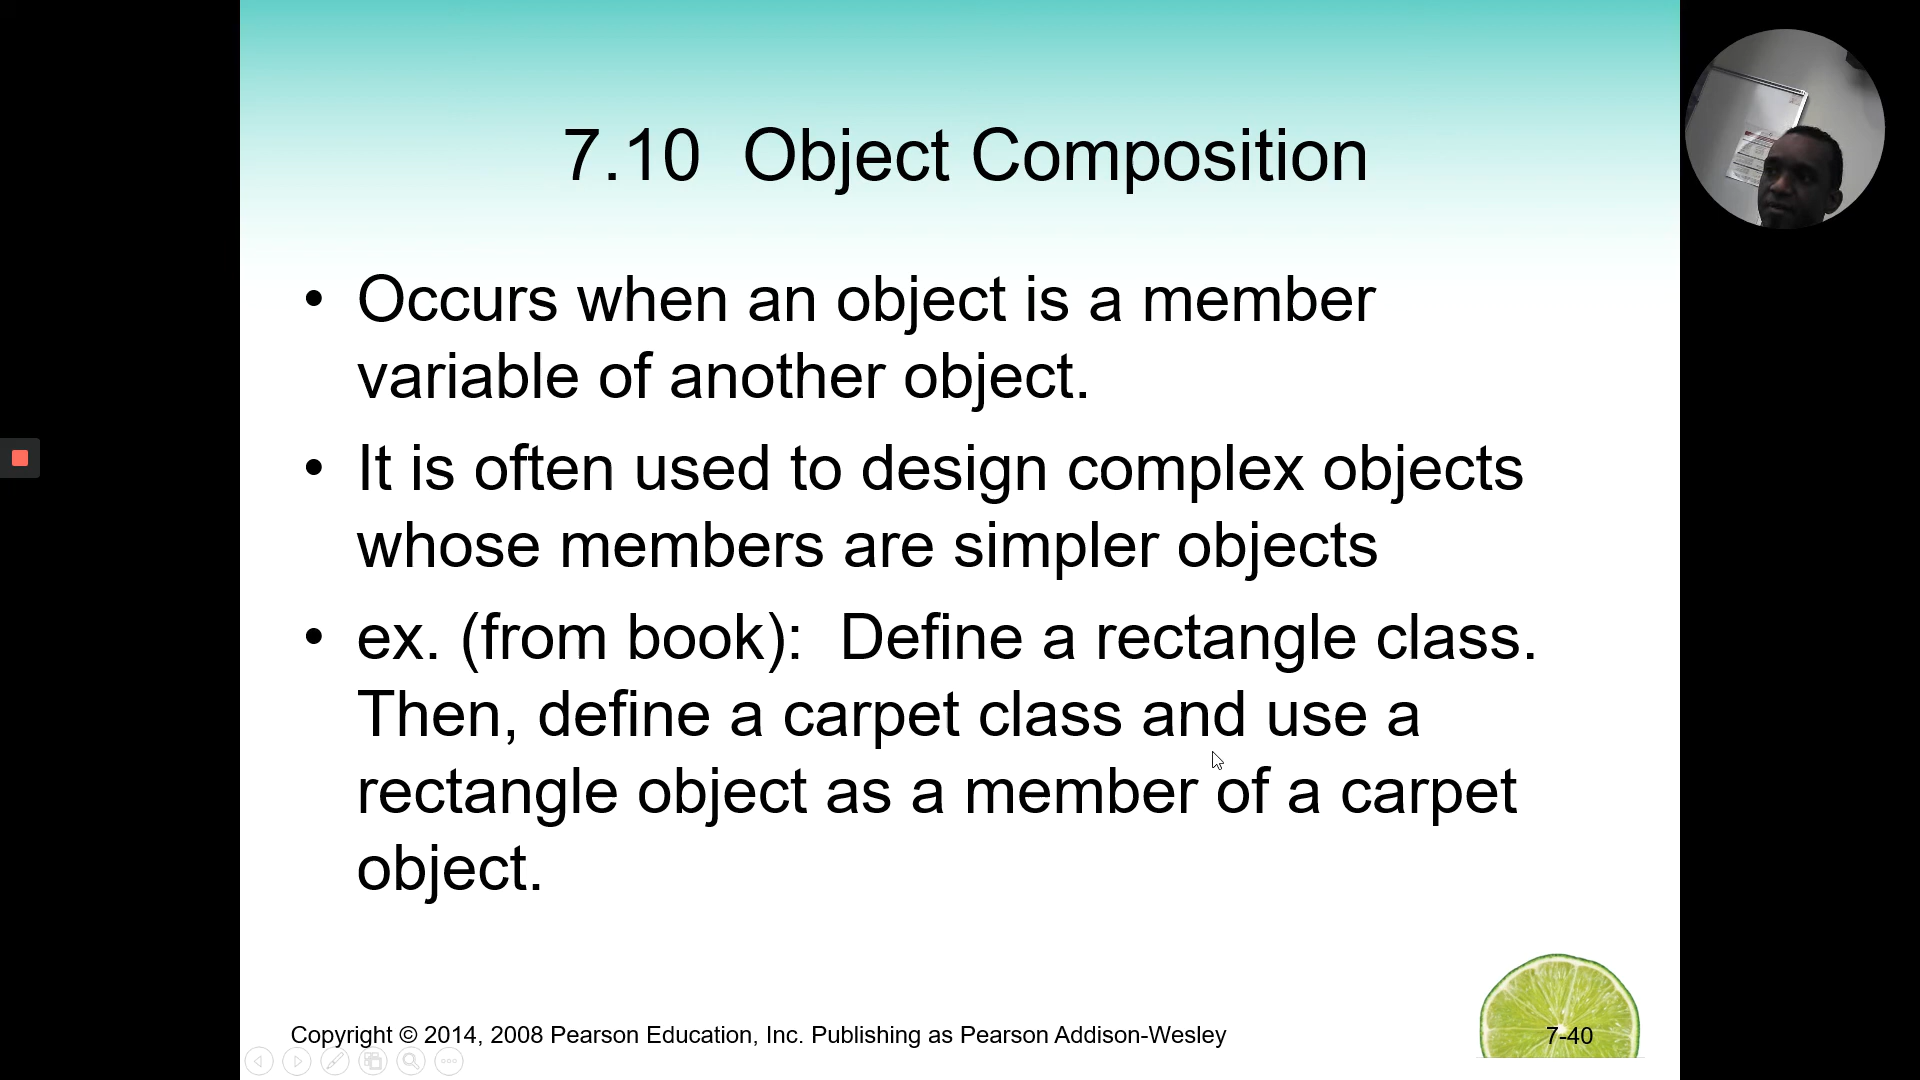 7.10 Object Composition
• Occurs when an object is a member
variable of another object.
• It is often used to design complex objects
whose members are simpler objects
• ex. (from book): Define a rectangle class.
Then, define a carpet class and use a
rectangle object as a member of a carpet
object.
Copyright © 2014, 2008 Pearson Education, Inc. Publishing as Pearson Addison-Wesley
7-40